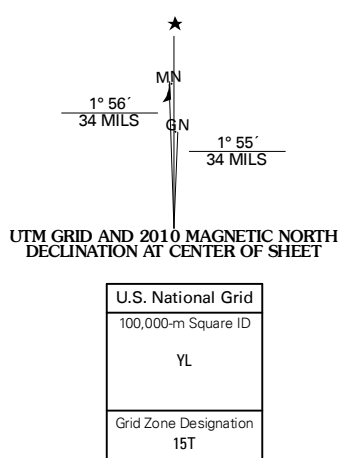 ★
MN
1° 56´
34 MILS
GN
1° 55´
34 MILS
UTM GRID AND 2010 MAGNETIC NORTH
DECLINATION AT CENTER OF SHEET
U.S. National Grid
100,000-m Square ID
YL
Grid Zone Designation
15T